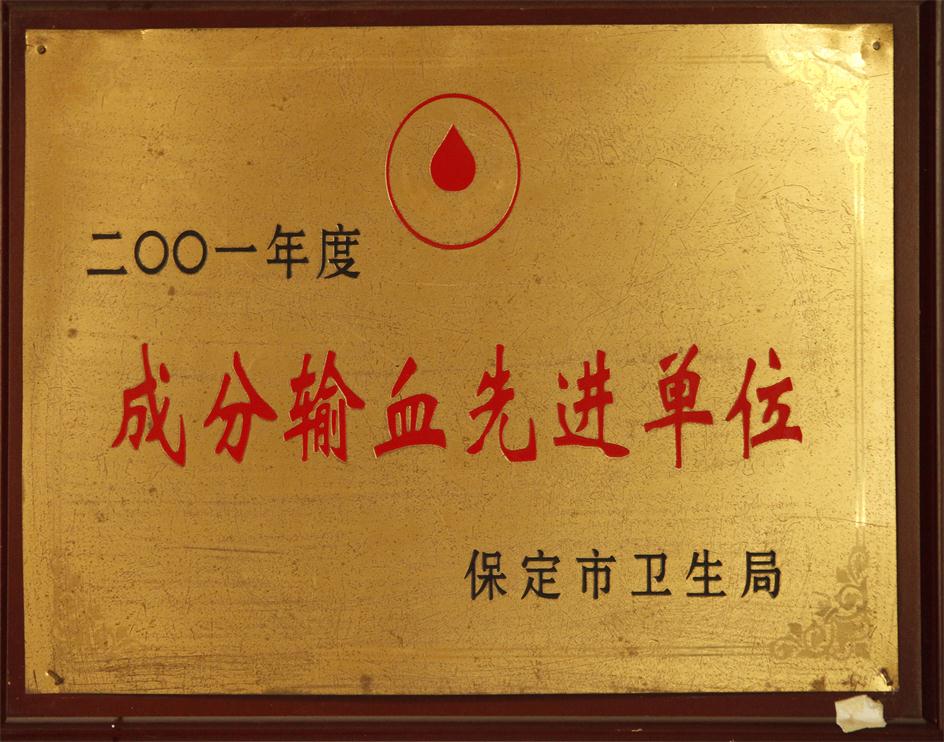 二〇〇一年度
成分输血先进单位
保定市卫生局